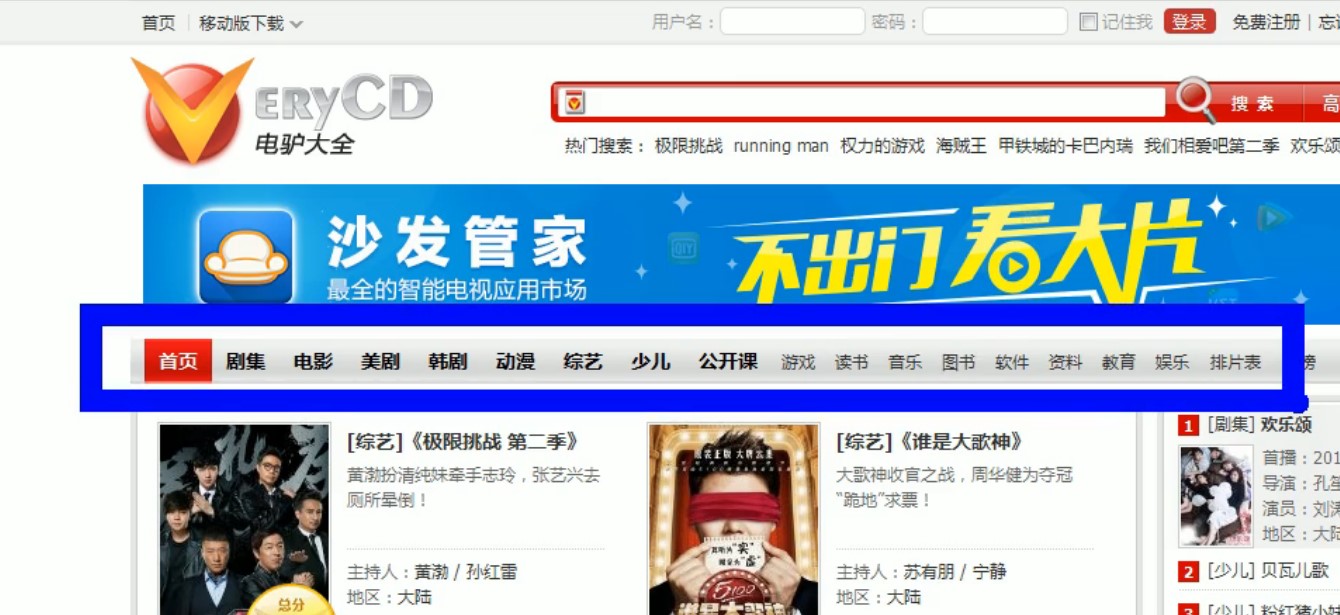 首页 移动版下载 用户名： 密码： 记住我 登录 免费注册 |
VERYCD
电驴大全
搜索 高
热门搜索： 极限挑战 running man 权力的游戏 海贼王 甲铁城的卡巴内瑞 我们相爱吧第二季 欢乐颂
沙发管家
最全的智能电视应用市场
不出门看大片
QIY
首页 剧集 电影 美剧 韩剧 动漫 综艺 少儿 公开课 游戏 读书 音乐 图书 软件 资料 教育 娱乐 排片表 榜
[综艺]《极限挑战 第二季》
黄渤扮清纯妹牵手志玲，张艺兴去
厕所晕倒！
主持人：黄渤 / 孙红雷
地区：大陆
总分
[综艺]《谁是大歌神》
大歌神收官之战，周华健为夺冠
“跪地”求票！
主持人：苏有朋 / 宁静
地区：大陆
谁是大歌神
1 [剧集] 欢乐颂
首播：201
导演：孔笙
演员：刘涛
地区：大陆
2 [少儿] 贝瓦儿歌
3 [少儿] 粉红猪小妹